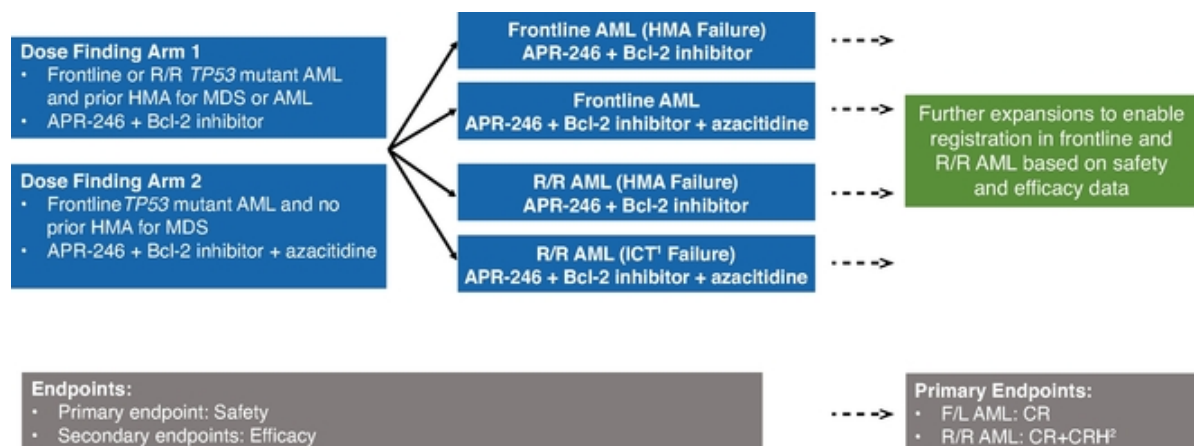 Dose Finding Arm 1
• Frontline or R/R TP53 mutant AML
and prior HMA for MDS or AML
• APR-246 + Bcl-2 inhibitor
Dose Finding Arm 2
• Frontline TP53 mutant AML and no
prior HMA for MDS
• APR-246 + Bcl-2 inhibitor + azacitidine
Frontline AML (HMA Failure)
APR-246 + Bcl-2 inhibitor
Frontline AML
APR-246 + Bcl-2 inhibitor + azacitidine
R/R AML (HMA Failure)
APR-246 + Bcl-2 inhibitor
R/R AML (ICT¹ Failure)
APR-246 + Bcl-2 inhibitor + azacitidine
Further expansions to enable
registration in frontline and
R/R AML based on safety
and efficacy data
Endpoints:
• Primary endpoint: Safety
• Secondary endpoints: Efficacy
Primary Endpoints:
• F/L AML: CR
• R/R AML: CR+CRH²